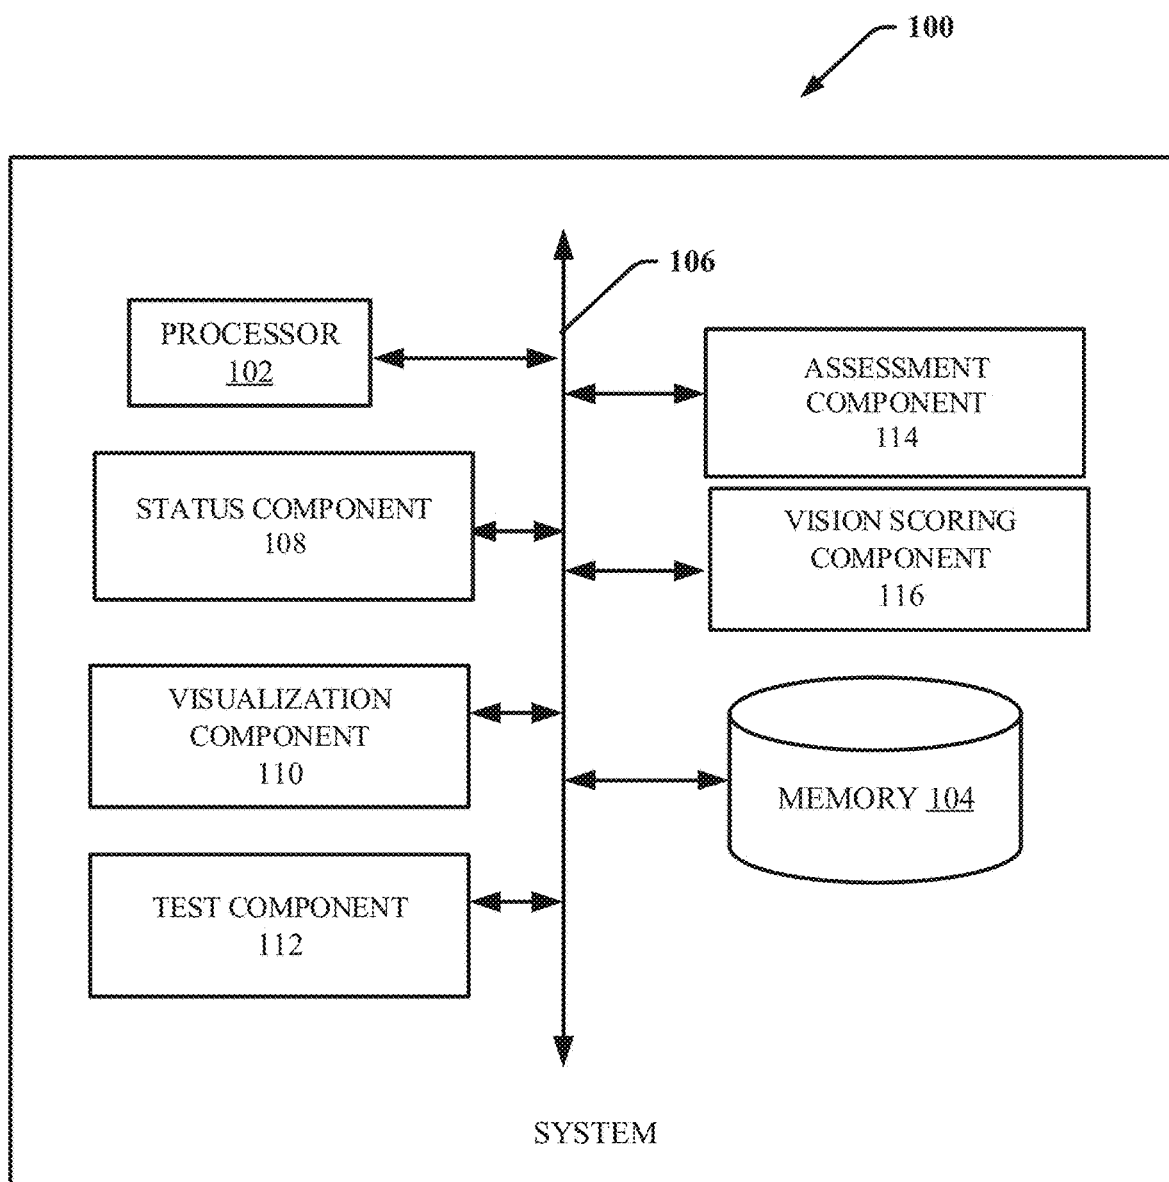 100
106
PROCESSOR
102
ASSESSMENT
COMPONENT
114
STATUS COMPONENT
108
VISION SCORING
COMPONENT
116
VISUALIZATION
COMPONENT
110
MEMORY 104
TEST COMPONENT
112
SYSTEM